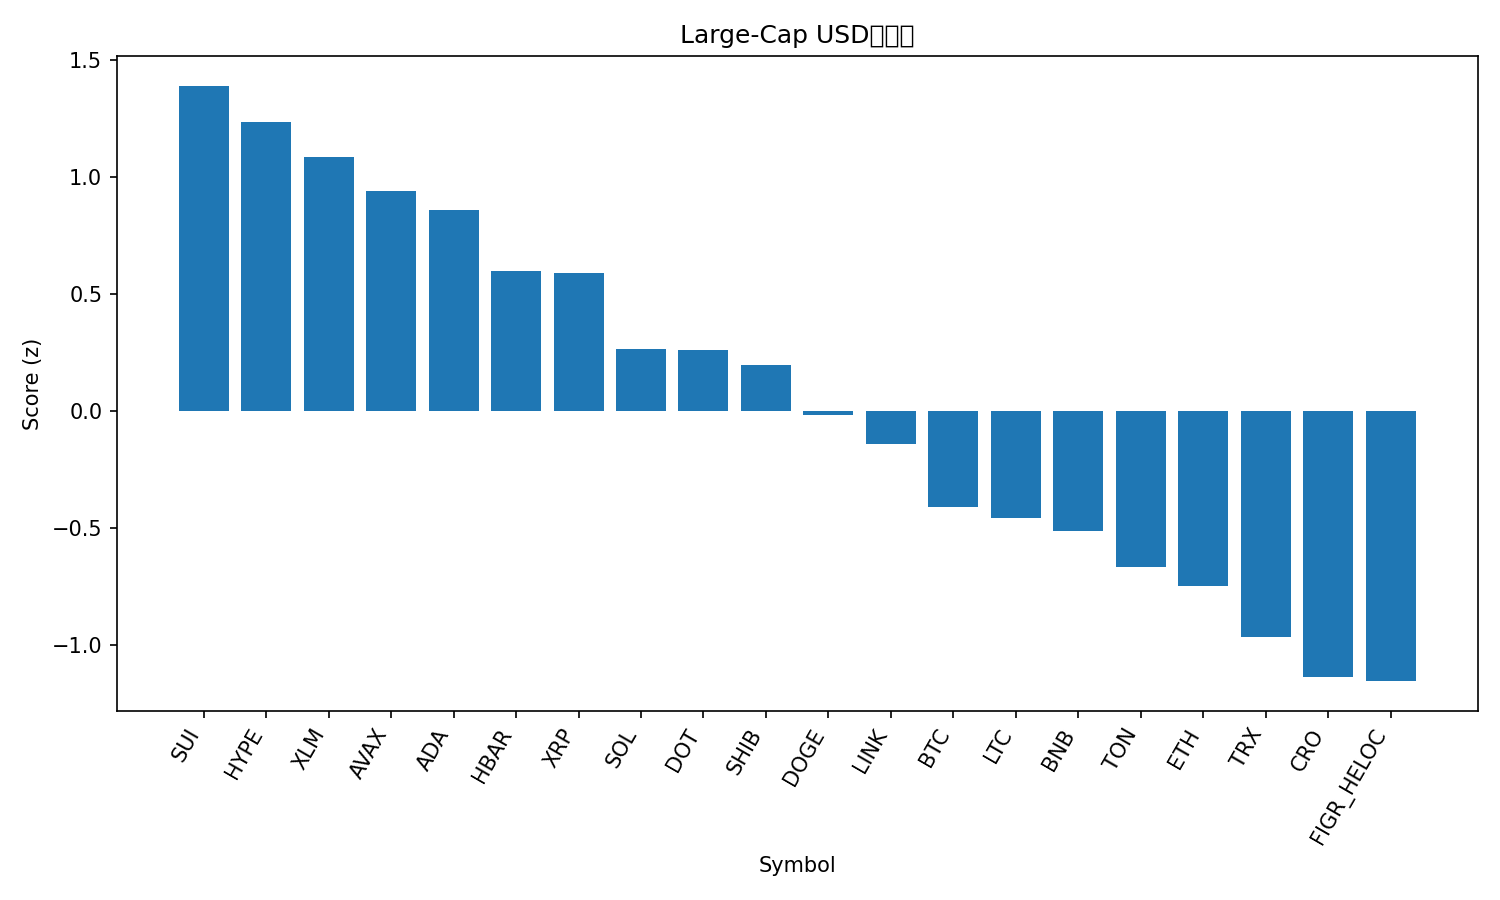 Large-Cap USD
1.5
1.0
0.5
0.0
−0.5
−1.0
Score (z)
SUI
HYPE
XLM
AVAX
ADA
HBAR
XRP
SOL
DOT
SHIB
DOGE
LINK
BTC
LTC
BNB
TON
ETH
TRX
CRO
FIGR_HELOC
Symbol